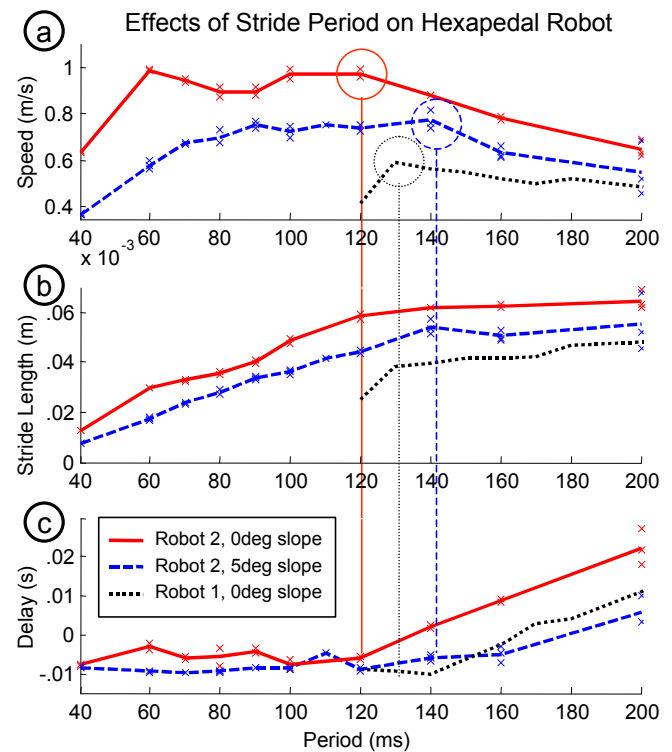 Effects of Stride Period on Hexapedal Robot
a
Speed (m/s)
1
0.8
0.6
0.4
40 60 80 100 120 140 160 180 200
x 10⁻³
b
Stride Length (m)
.06
.04
.02
0
40 60 80 100 120 140 160 180 200
c
Delay (s)
.02
.01
0
-.01
Robot 2, 0deg slope
Robot 2, 5deg slope
Robot 1, 0deg slope
40 60 80 100 120 140 160 180 200
Period (ms)